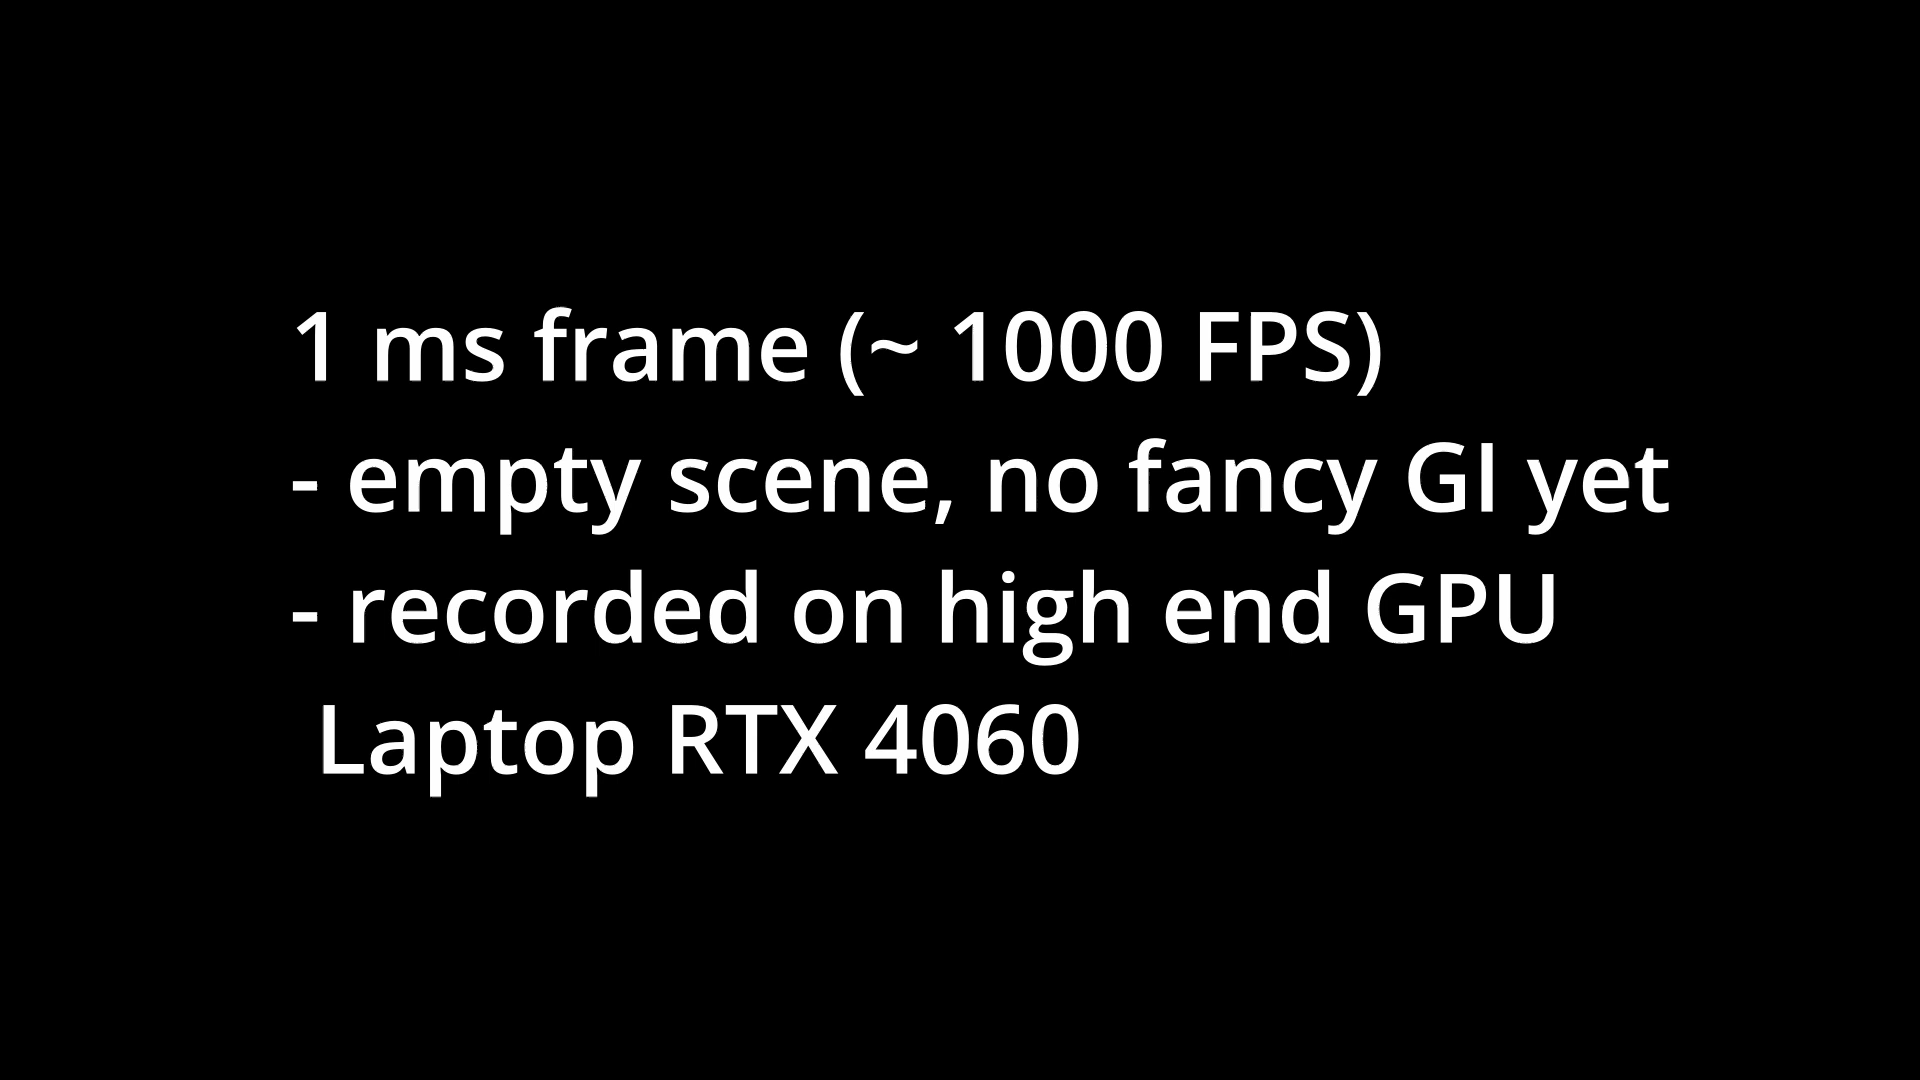 1 ms frame (~ 1000 FPS)
- empty scene, no fancy GI yet
- recorded on high end GPU
Laptop RTX 4060